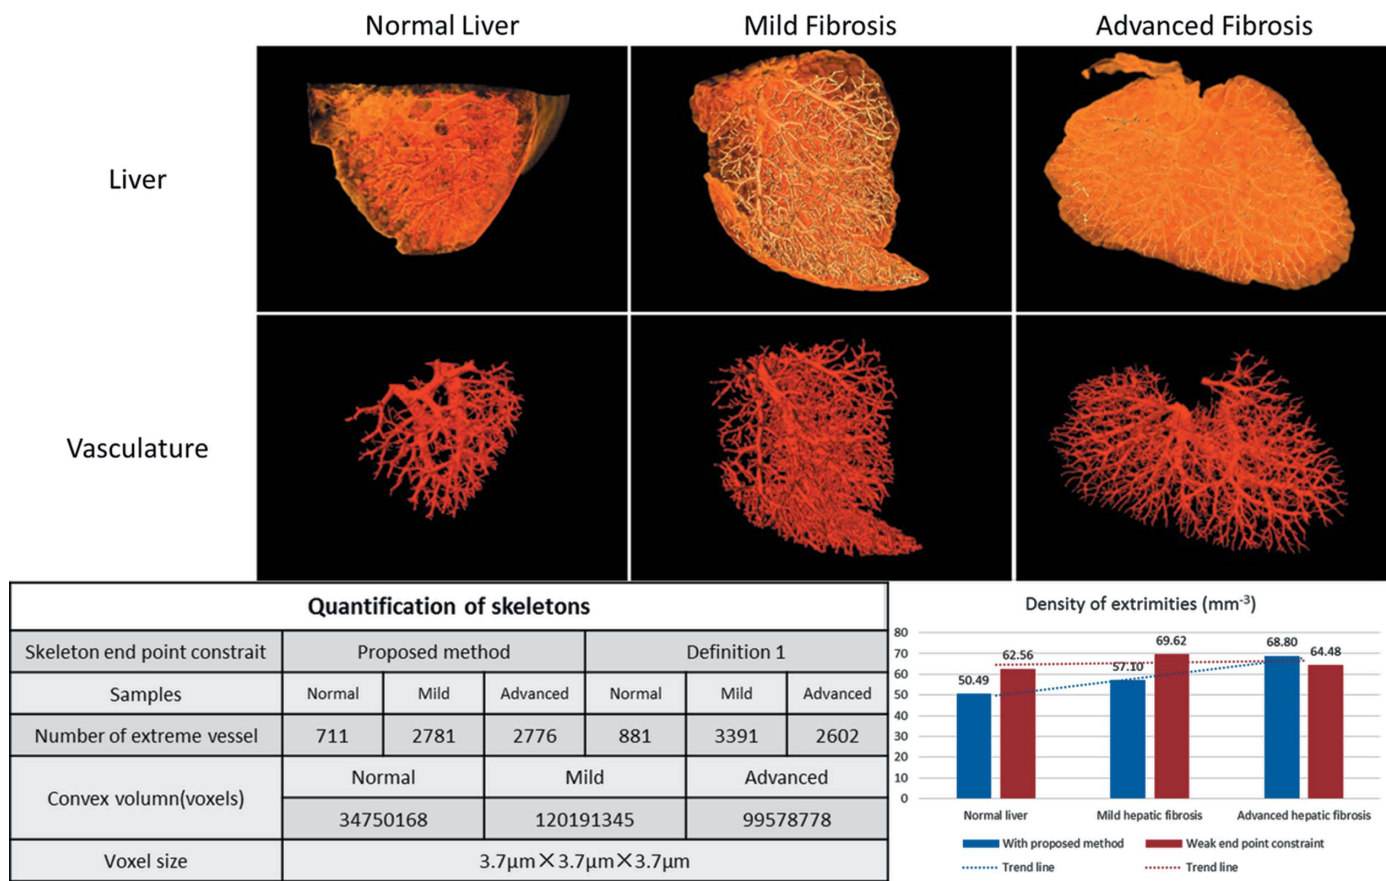 Normal Liver
Mild Fibrosis
Advanced Fibrosis
Liver
Vasculature
Quantification of skeletons
Skeleton end point constrait
Proposed method
Definition 1
Samples
Normal
Mild
Advanced
Normal
Mild
Advanced
Number of extreme vessel
711
2781
2776
881
3391
2602
Convex volumn(voxels)
Normal
Mild
Advanced
34750168
120191345
99578778
Voxel size
3.7μm×3.7μm×3.7μm
Density of extrimities (mm-3)
80
70
60
50
40
30
20
10
0
50.49
62.56
57.10
69.62
68.80
64.48
Normal liver
Mild hepatic fibrosis
Advanced hepatic fibrosis
With proposed method
Weak end point constraint
Trend line
Trend line